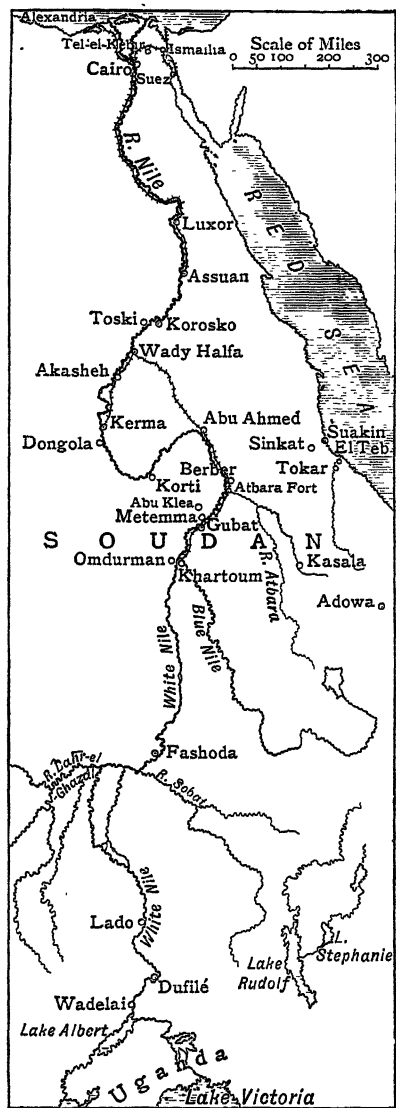 Alexandria
Tel-el-Kebir
Ismailia
Cairo
Suez
Scale of Miles
0 50 100 200 300
R. Nile
RED SEA
Luxor
Assuan
Toski
Korosko
Wady Halfa
Akasheh
Kerma
Abu Ahmed
Dongola
Sinkat
Suakin
El Teb
Tokar
Berber
Korti
Atbara Fort
Abu Klea
Metemma
Gubat
SOUDAN
Omdurman
Khartoum
R. Atbara
Kasala
Adowa
White Nile
Blue Nile
Fashoda
R. Bahr-el
Ghazal
R. Sobat
White Nile
Lado
L.
Stephanie
Lake
Rudolf
Dufilé
Wadelai
Lake Albert
Uganda
Lake Victoria